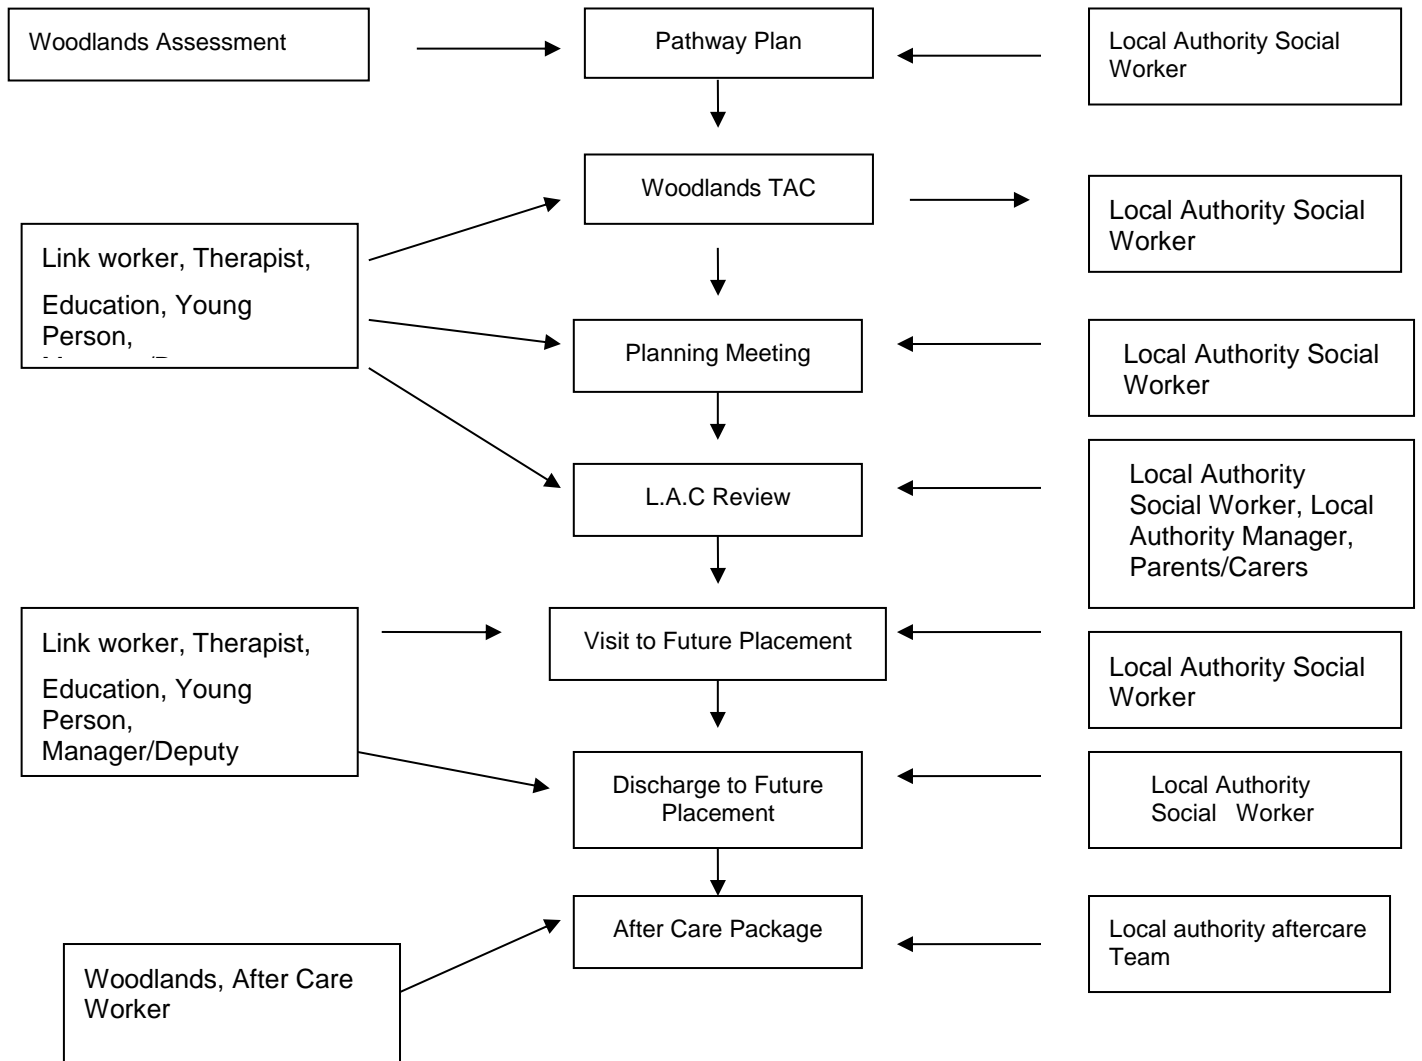 Woodlands Assessment
Pathway Plan
Local Authority Social
Worker
Woodlands TAC
Local Authority Social
Worker
Link worker, Therapist,
Education, Young
Person,
Planning Meeting
Local Authority Social
Worker
L.A.C Review
Local Authority
Social Worker, Local
Authority Manager,
Parents/Carers
Link worker, Therapist,
Education, Young
Person,
Manager/Deputy
Visit to Future Placement
Local Authority Social
Worker
Discharge to Future
Placement
Local Authority
Social Worker
After Care Package
Local authority aftercare
Team
Woodlands, After Care
Worker